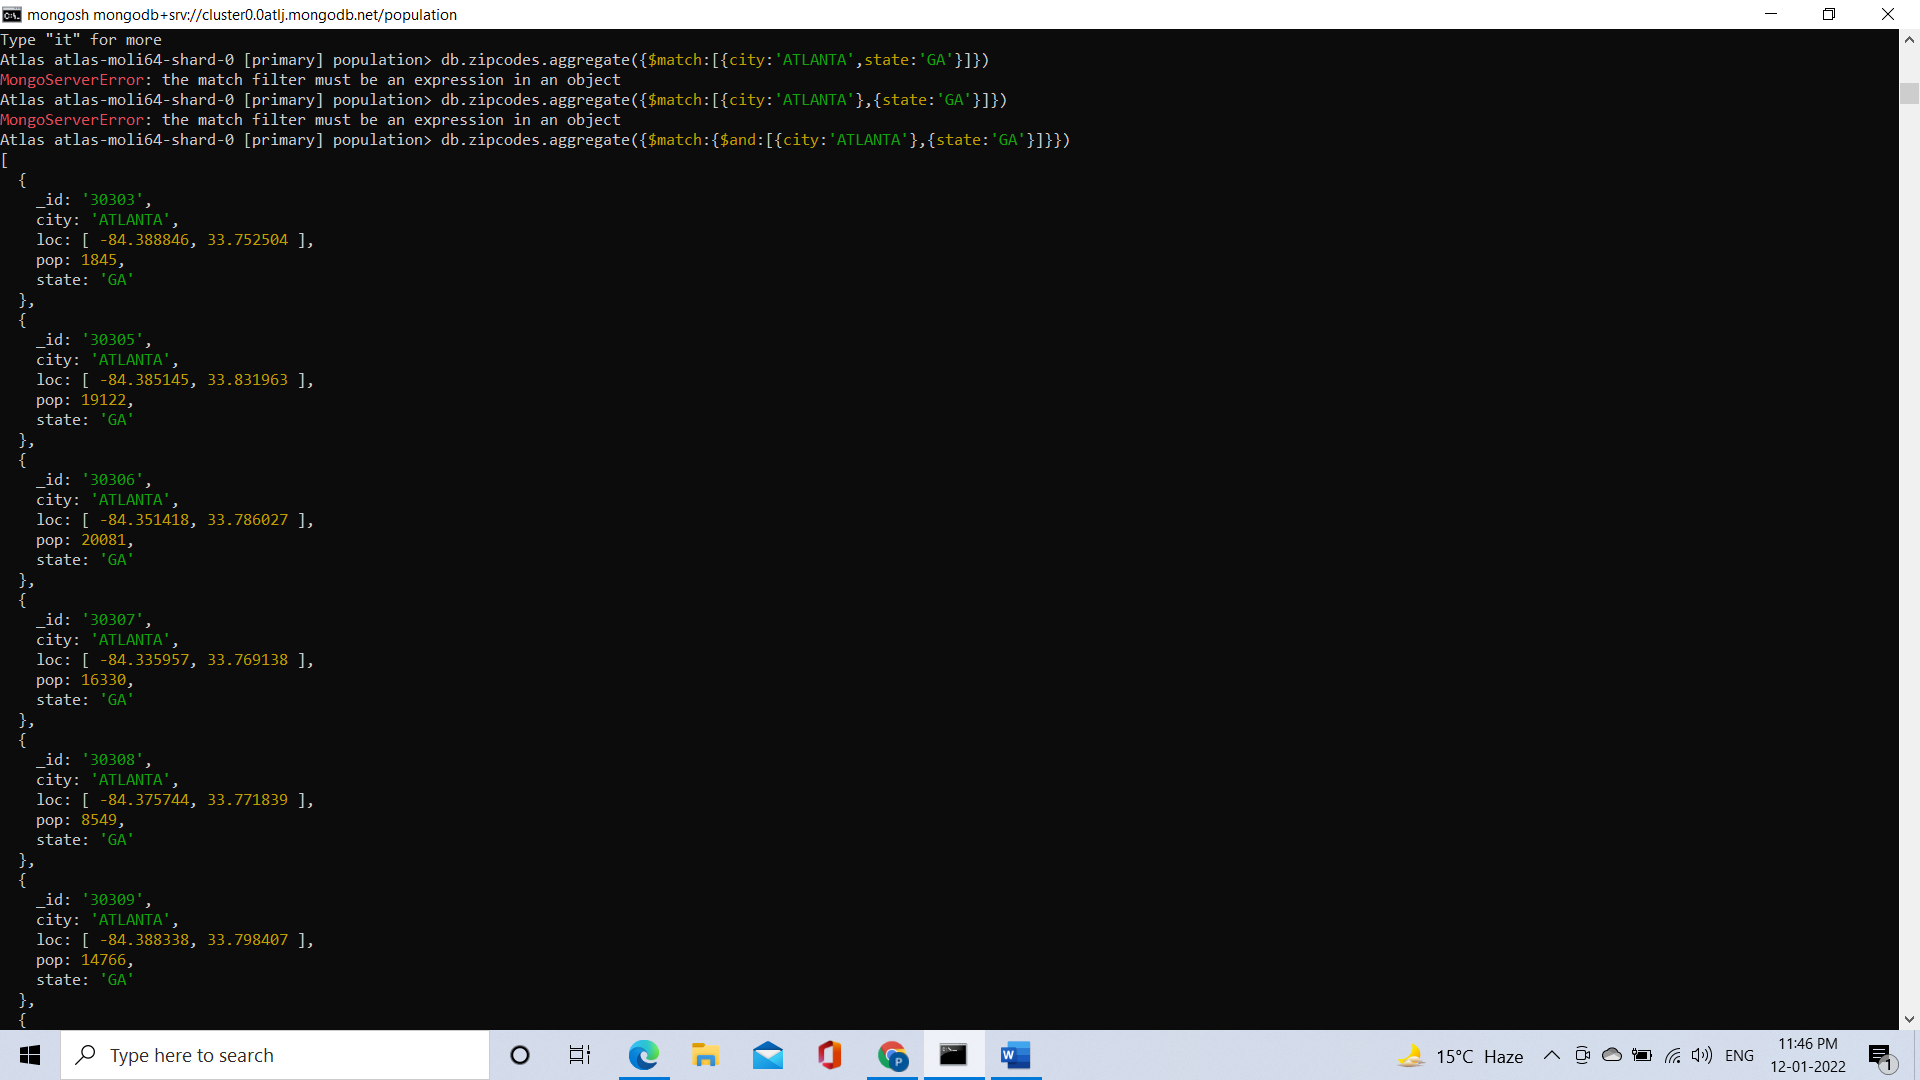 mongosh mongodb+srv://cluster0.0atlj.mongodb.net/population
Type "it" for more
Atlas atlas-moli64-shard-0 [primary] population> db.zipcodes.aggregate({$match:[{city:'ATLANTA',state:'GA'}]})
MongoServerError: the match filter must be an expression in an object
Atlas atlas-moli64-shard-0 [primary] population> db.zipcodes.aggregate({$match:[{city:'ATLANTA'},{state:'GA'}]})
MongoServerError: the match filter must be an expression in an object
Atlas atlas-moli64-shard-0 [primary] population> db.zipcodes.aggregate({$match:{$and:[{city:'ATLANTA'},{state:'GA'}]}})
[
  {
    _id: '30303',
    city: 'ATLANTA',
    loc: [ -84.388846, 33.752504 ],
    pop: 1845,
    state: 'GA'
  },
  {
    _id: '30305',
    city: 'ATLANTA',
    loc: [ -84.385145, 33.831963 ],
    pop: 19122,
    state: 'GA'
  },
  {
    _id: '30306',
    city: 'ATLANTA',
    loc: [ -84.351418, 33.786027 ],
    pop: 20081,
    state: 'GA'
  },
  {
    _id: '30307',
    city: 'ATLANTA',
    loc: [ -84.335957, 33.769138 ],
    pop: 16330,
    state: 'GA'
  },
  {
    _id: '30308',
    city: 'ATLANTA',
    loc: [ -84.375744, 33.771839 ],
    pop: 8549,
    state: 'GA'
  },
  {
    _id: '30309',
    city: 'ATLANTA',
    loc: [ -84.388338, 33.798407 ],
    pop: 14766,
    state: 'GA'
  },
  {
Type here to search
15°C Haze
ENG
11:46 PM
12-01-2022
1